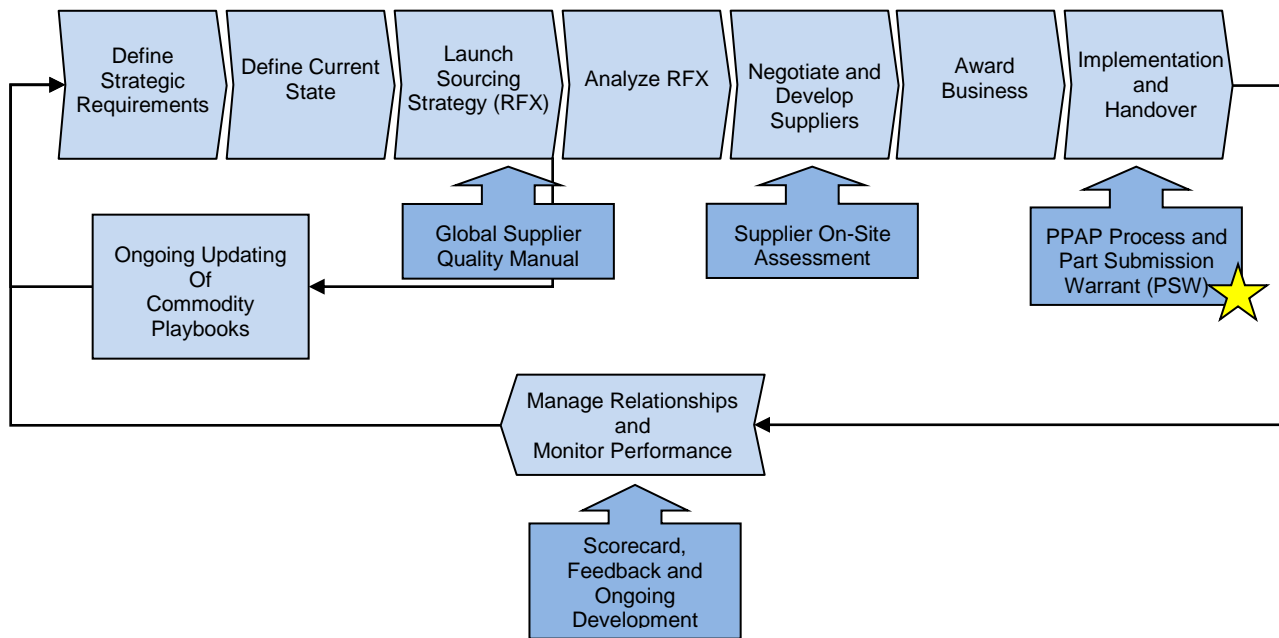 Define
Strategic
Requirements
Define Current
State
Launch
Sourcing
Strategy (RFX)
Analyze RFX
Negotiate and
Develop
Suppliers
Award
Business
Implementation
and
Handover
Global Supplier
Quality Manual
Supplier On-Site
Assessment
PPAP Process and
Part Submission
Warrant (PSW)
Ongoing Updating
Of
Commodity
Playbooks
Manage Relationships
and
Monitor Performance
Scorecard,
Feedback and
Ongoing
Development